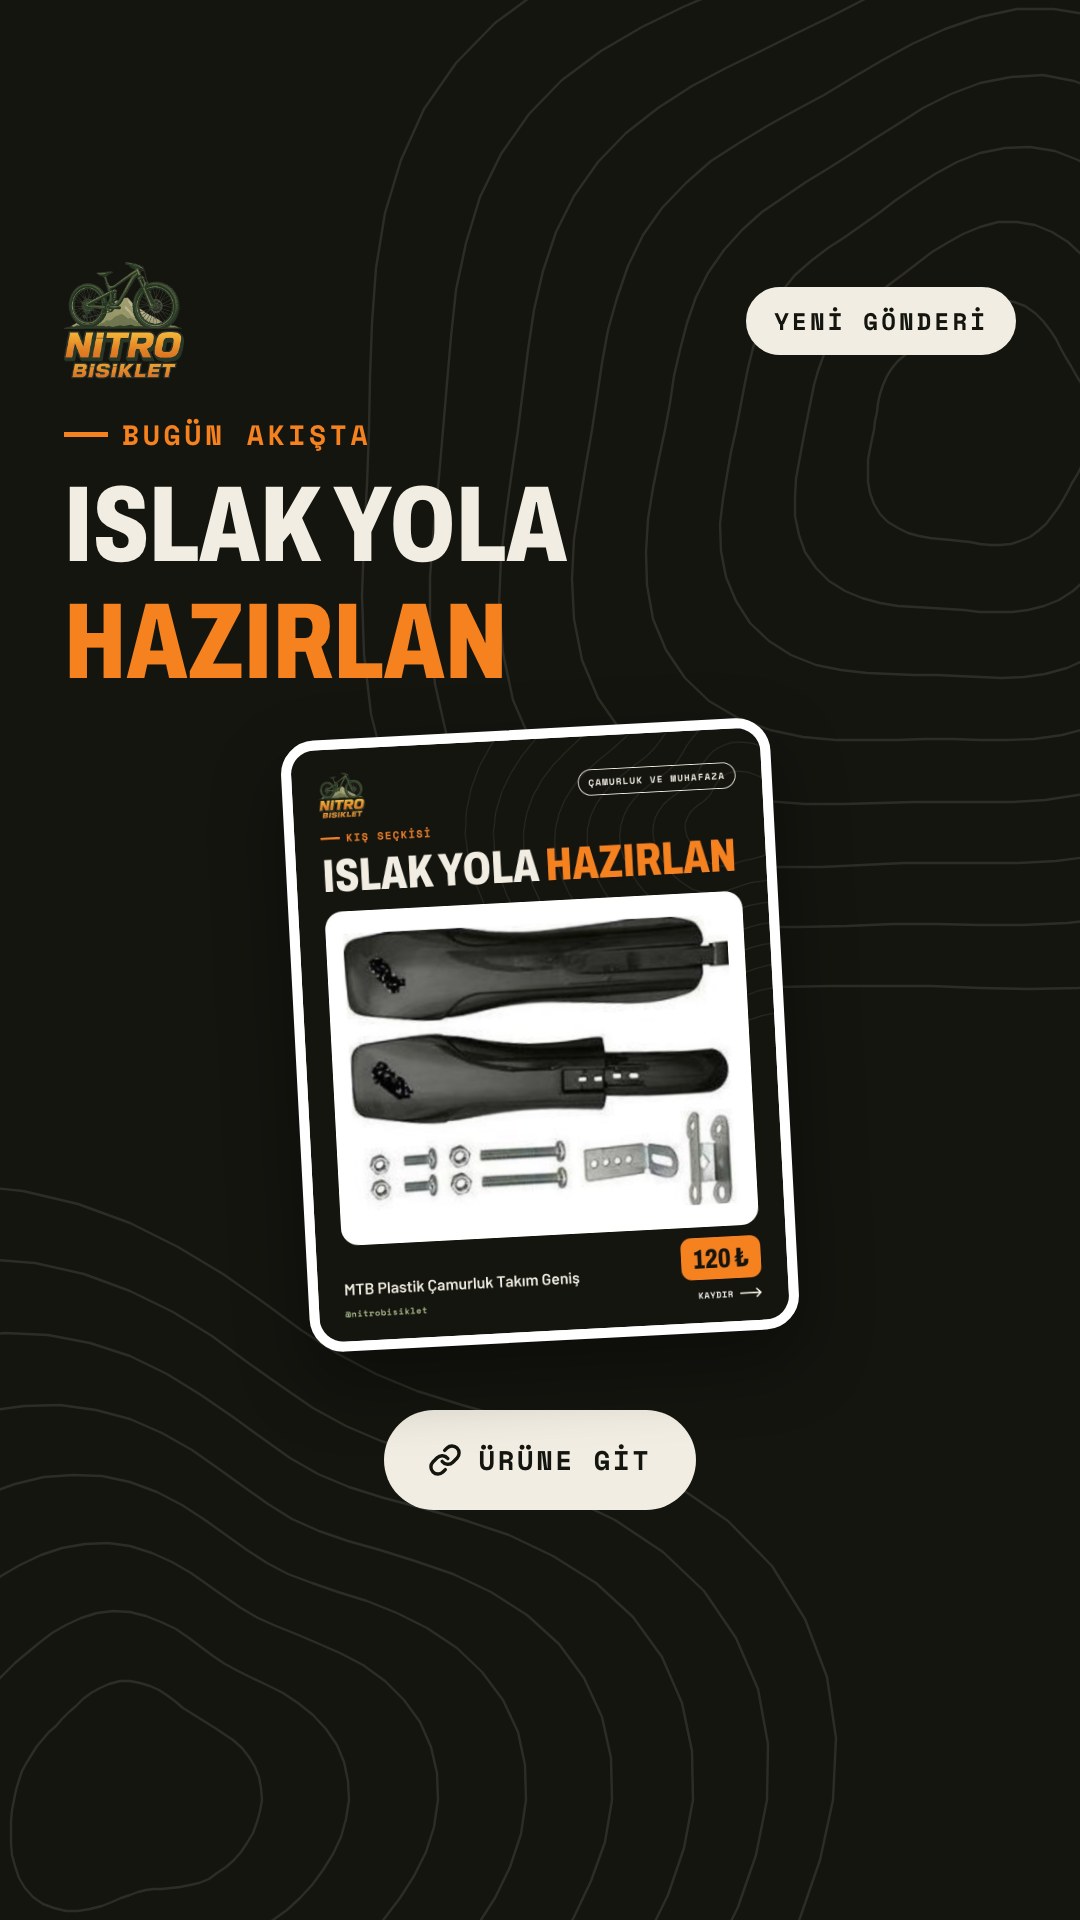 NiTRO
BiSiKLET
YENİ GÖNDERİ
BUGÜN AKIŞTA
ISLAK YOLA
HAZIRLAN
NiTRO
BiSiKLET
ÇAMURLUK VE MUHAFAZA
KIŞ SEÇKİSİ
ISLAK YOLA HAZIRLAN
120 ₺
MTB Plastik Çamurluk Takım Geniş
KAYDIR
@nitrobisiklet
ÜRÜNE GİT